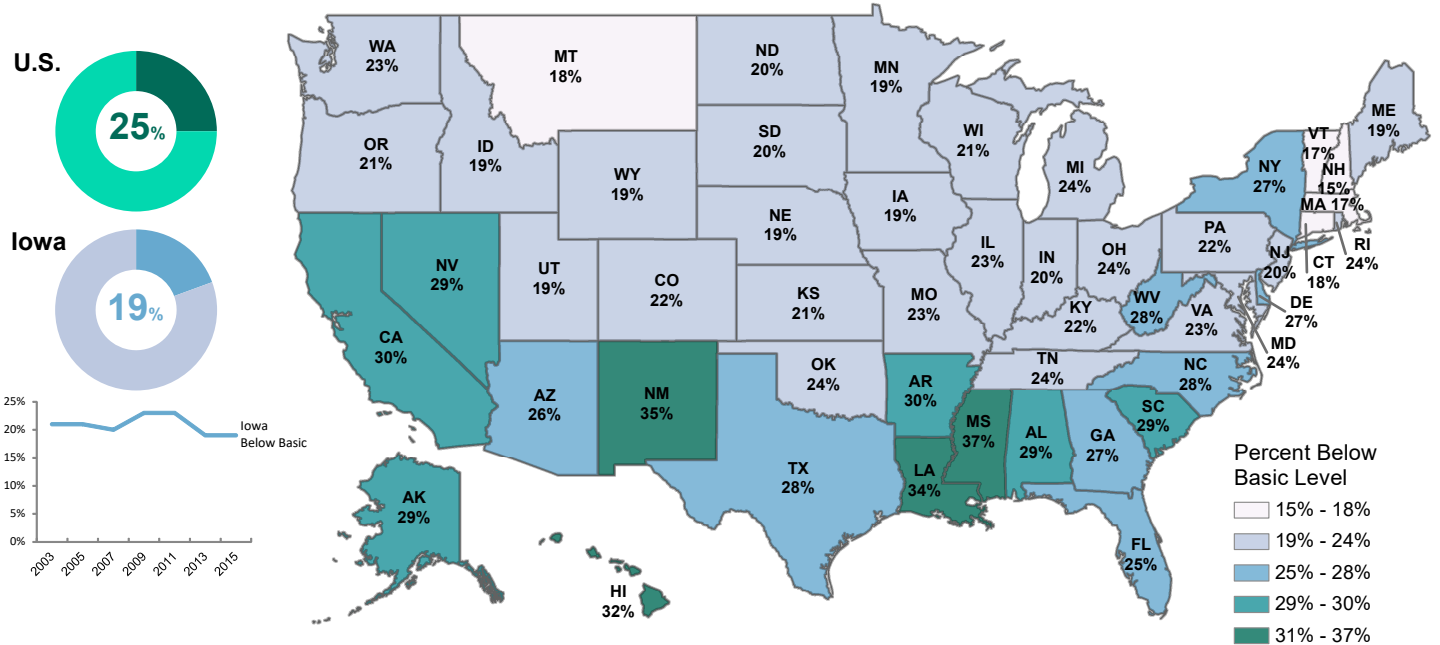 U.S.
25%
Iowa
19%
25%
20%
15%
10%
5%
0%
Iowa
Below Basic
2003
2005
2007
2009
2011
2013
2015
WA
23%
MT
18%
ND
20%
MN
19%
ME
19%
OR
21%
ID
19%
WY
19%
SD
20%
WI
21%
MI
24%
NY
27%
VT
17%
NH
15%
MA 17%
RI
24%
CT
18%
NV
29%
UT
19%
CO
22%
NE
19%
IA
19%
IL
23%
IN
20%
OH
24%
PA
22%
NJ
20%
DE
27%
MD
24%
CA
30%
KS
21%
MO
23%
KY
22%
WV
28%
VA
23%
AZ
26%
NM
35%
OK
24%
AR
30%
TN
24%
NC
28%
SC
29%
TX
28%
LA
34%
MS
37%
AL
29%
GA
27%
FL
25%
AK
29%
HI
32%
Percent Below
Basic Level
15% - 18%
19% - 24%
25% - 28%
29% - 30%
31% - 37%